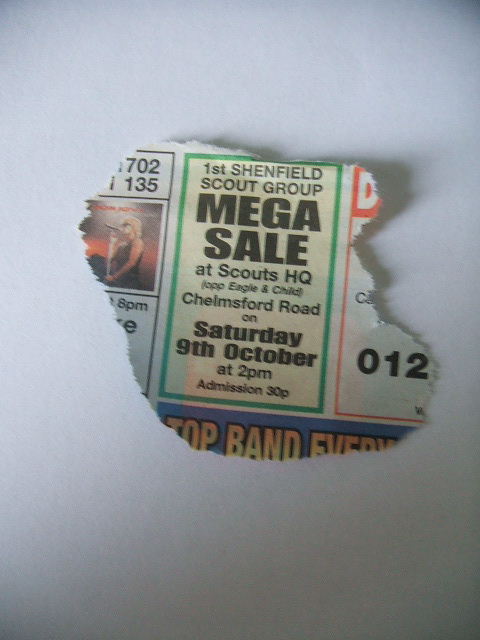 702
135
8pm
1st SHENFIELD
SCOUT GROUP
MEGA
SALE
at Scouts HQ
(opp Eagle & Child)
Chelmsford Road
on
Saturday
9th October
at 2pm
Admission 30p
012
TOP BAND EVERY